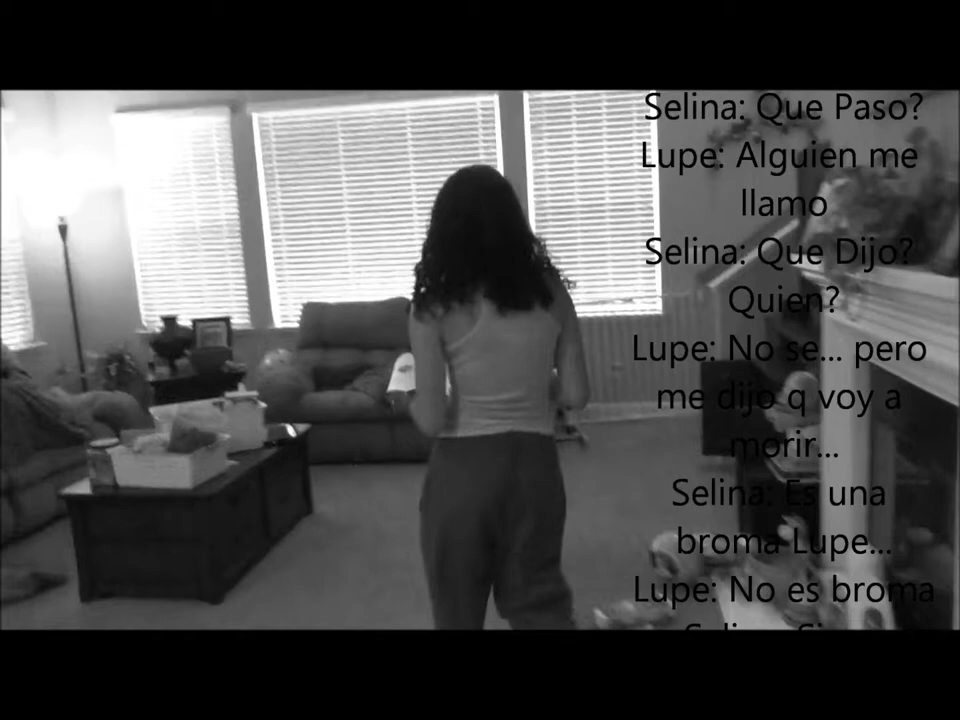 Selina: Que Paso?
Lupe: Alguien me
llamo
Selina: Que Dijo?
Quien?
Lupe: No se... pero
me dijo q voy a
morir...
Selina: Es una
broma Lupe...
Lupe: No es broma